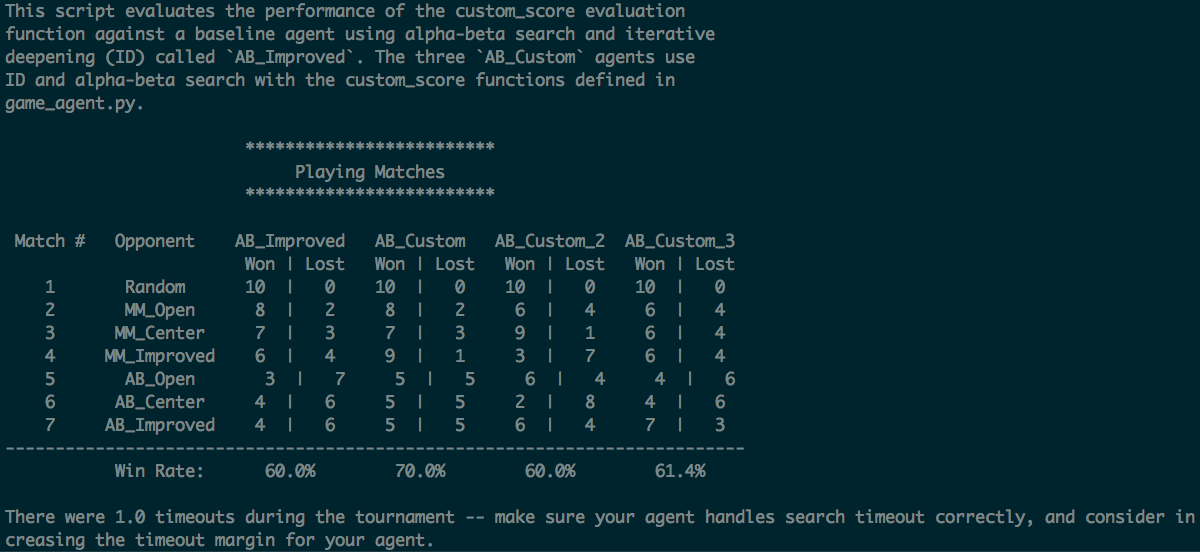 This script evaluates the performance of the custom_score evaluation
function against a baseline agent using alpha-beta search and iterative
deepening (ID) called `AB_Improved`. The three `AB_Custom` agents use
ID and alpha-beta search with the custom_score functions defined in
game_agent.py.
*************************
Playing Matches
*************************
Match #   Opponent    AB_Improved   AB_Custom   AB_Custom_2  AB_Custom_3
Won | Lost   Won | Lost   Won | Lost   Won | Lost
1       Random      10  |   0    10  |   0    10  |   0    10  |   0
2       MM_Open      8  |   2     8  |   2     6  |   4     6  |   4
3      MM_Center     7  |   3     7  |   3     9  |   1     6  |   4
4     MM_Improved    6  |   4     9  |   1     3  |   7     6  |   4
5       AB_Open       3  |   7     5  |   5     6  |   4     4  |   6
6      AB_Center     4  |   6     5  |   5     2  |   8     4  |   6
7     AB_Improved    4  |   6     5  |   5     6  |   4     7  |   3
--------------------------------------------------------------------------
Win Rate:      60.0%        70.0%        60.0%        61.4%
There were 1.0 timeouts during the tournament -- make sure your agent handles search timeout correctly, and consider in
creasing the timeout margin for your agent.